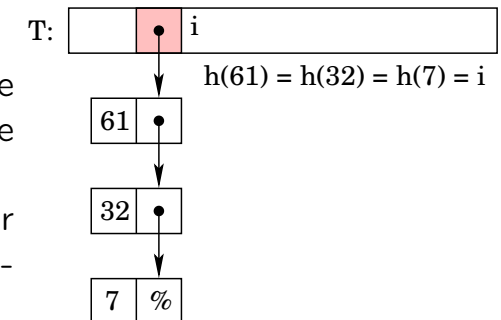 T:
i
h(61) = h(32) = h(7) = i
e
61
e
32
r
-
7 %